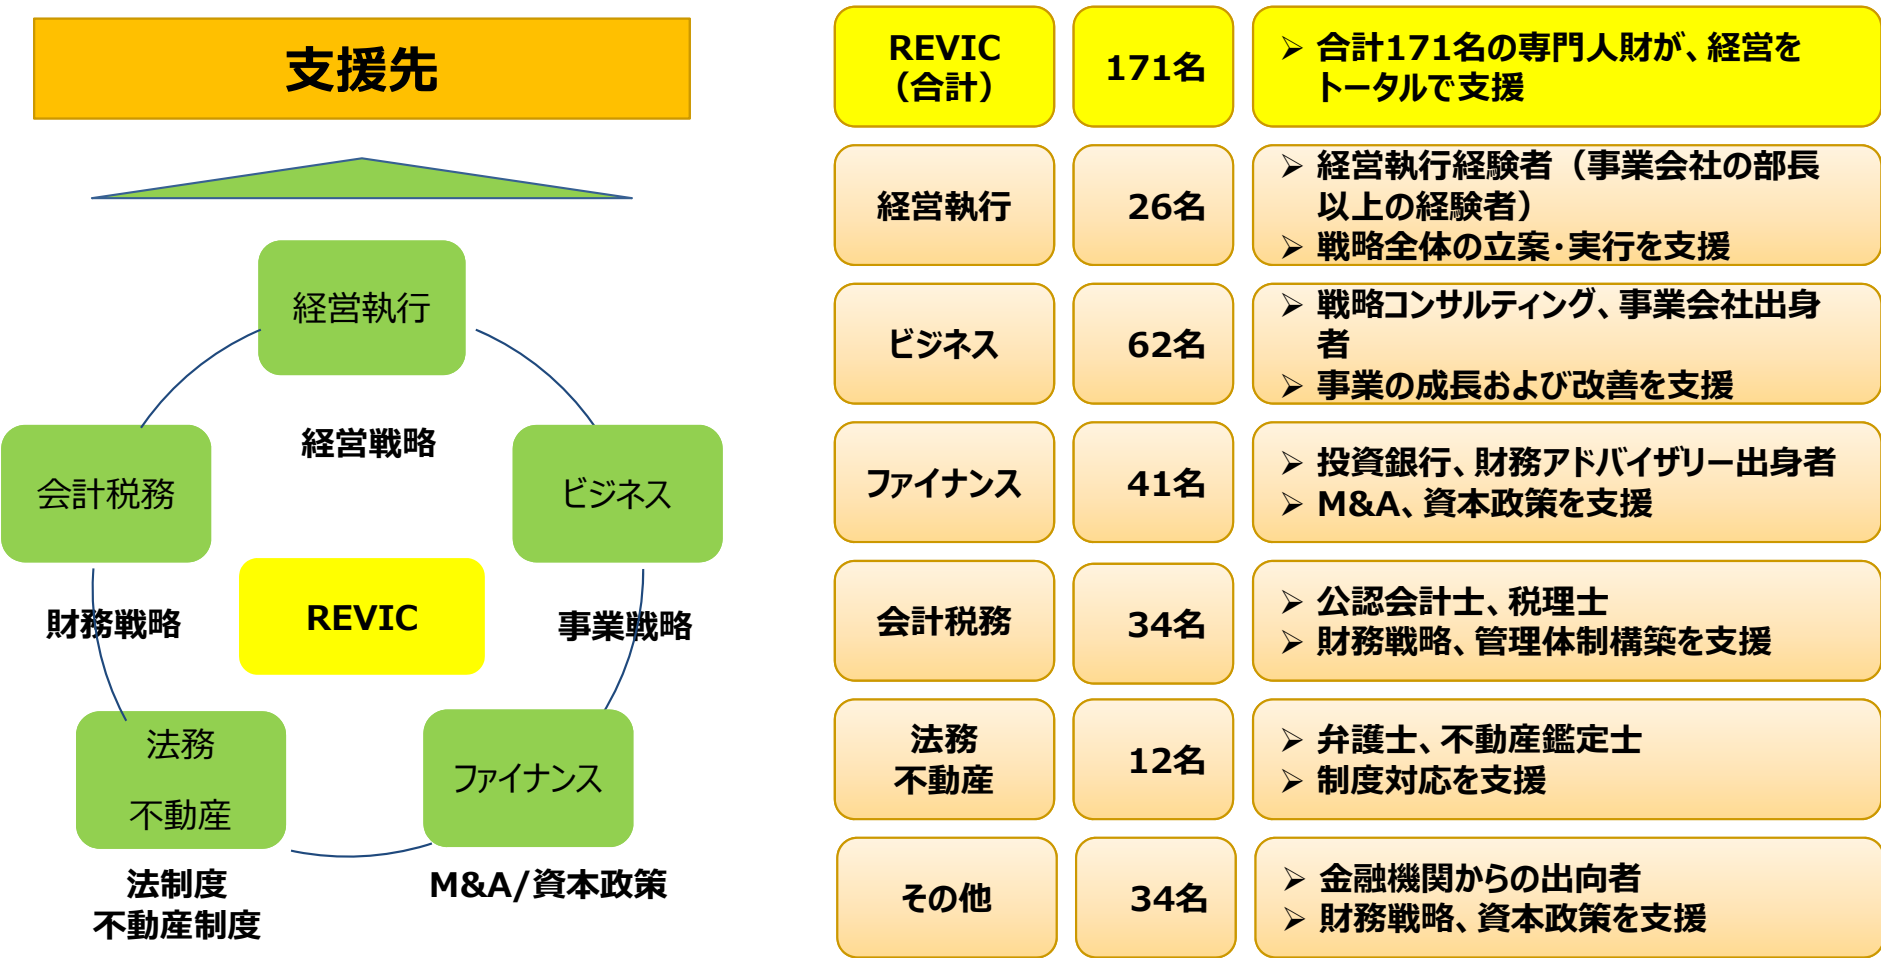 支援先
経営執行
経営戦略
会計税務
ビジネス
財務戦略
REVIC
事業戦略
法務
不動産
ファイナンス
法制度
不動産制度
M&A/資本政策
REVIC
（合計）
171名
➢ 合計171名の専門人財が、経営を
トータルで支援
経営執行
26名
➢ 経営執行経験者（事業会社の部長
以上の経験者）
➢ 戦略全体の立案・実行を支援
ビジネス
62名
➢ 戦略コンサルティング、事業会社出身
者
➢ 事業の成長および改善を支援
ファイナンス
41名
➢ 投資銀行、財務アドバイザリー出身者
➢ M&A、資本政策を支援
会計税務
34名
➢ 公認会計士、税理士
➢ 財務戦略、管理体制構築を支援
法務
不動産
12名
➢ 弁護士、不動産鑑定士
➢ 制度対応を支援
その他
34名
➢ 金融機関からの出向者
➢ 財務戦略、資本政策を支援